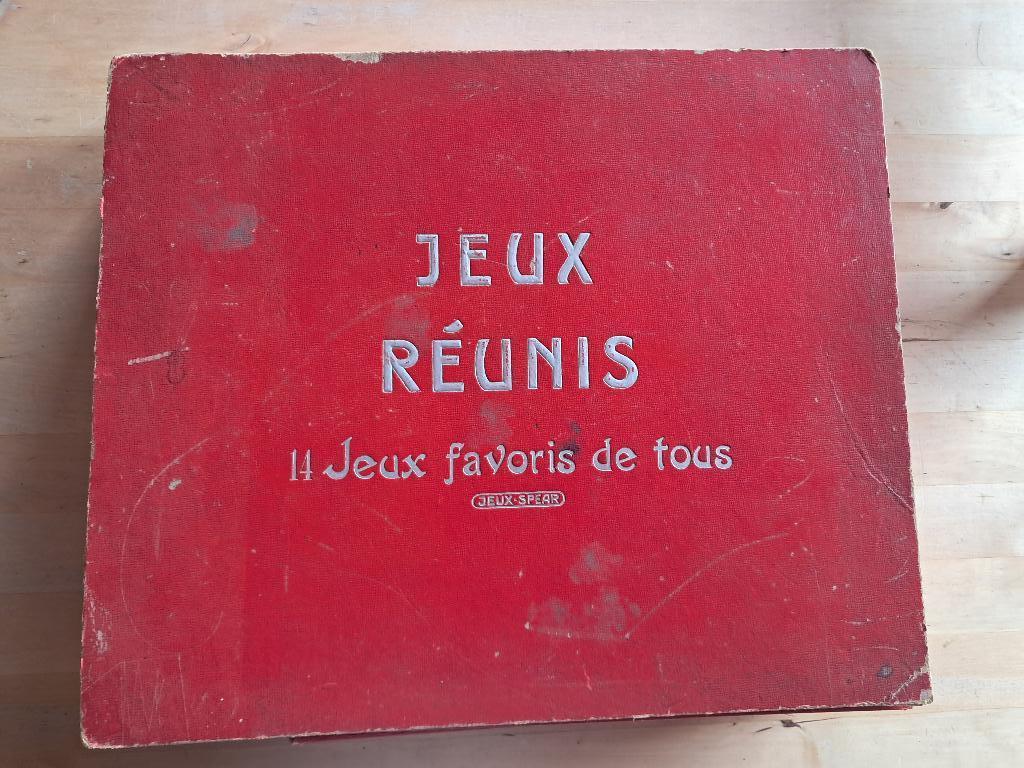 JEUX
RÉUNIS
14 Jeux favoris de tous
JEUX-SPEAR